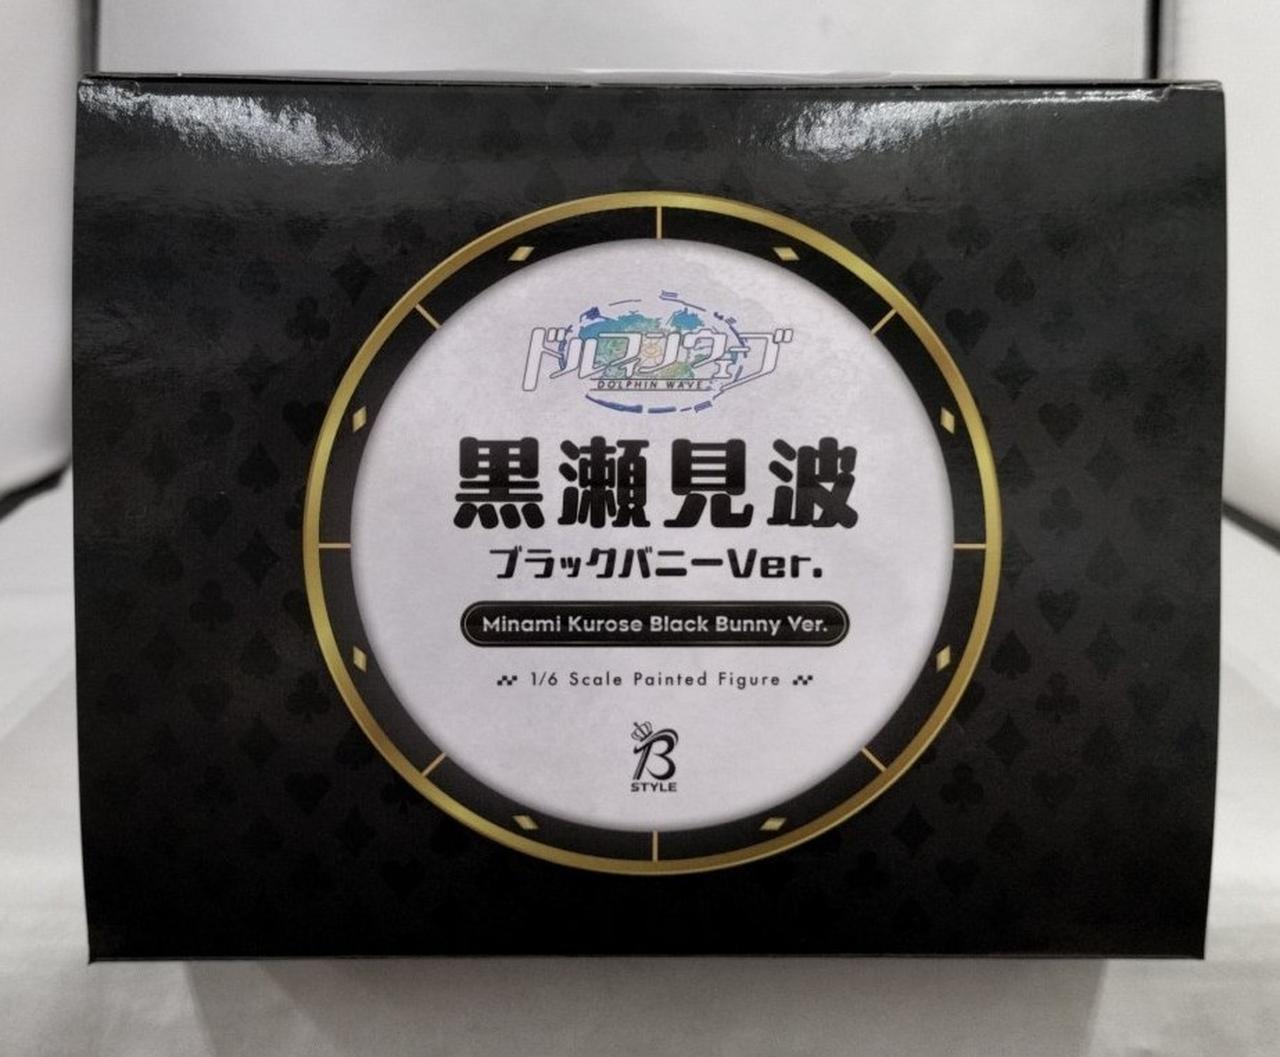 ドルフィンウェーブ
DOLPHIN WAVE
黒瀬見波
ブラックバニーVer.
Minami Kurose Black Bunny Ver.
1/6 Scale Painted Figure
B
STYLE